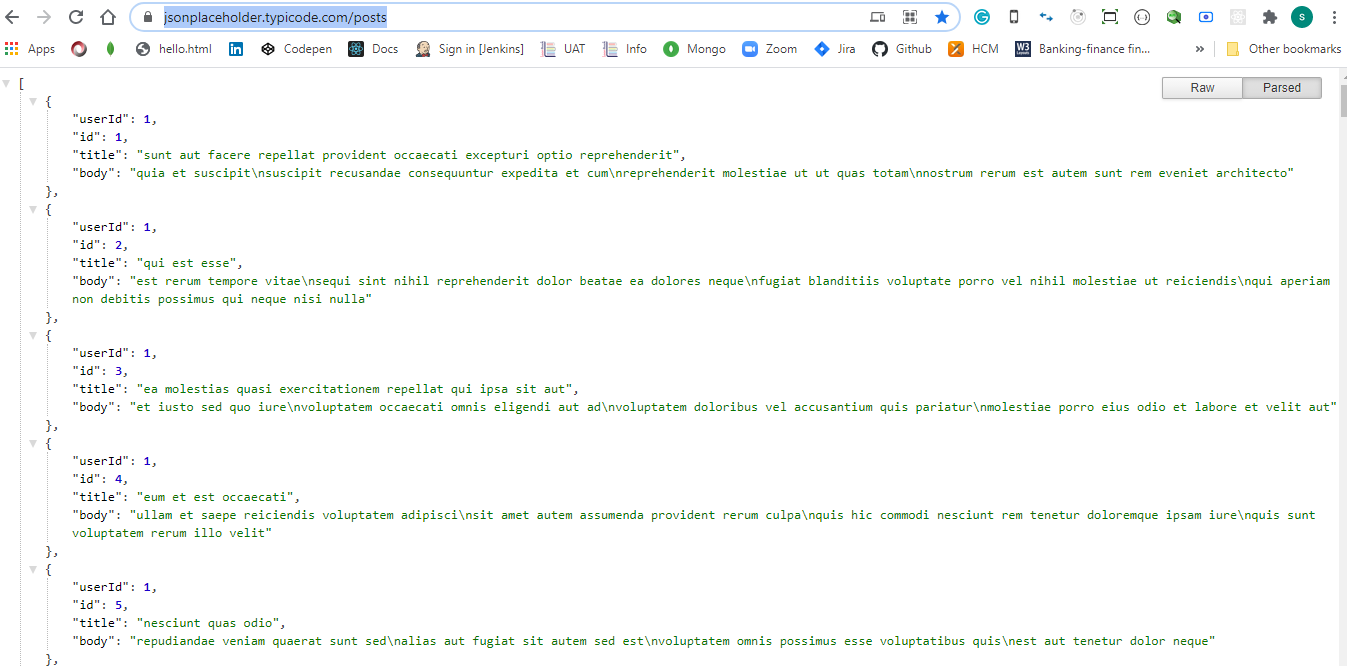 jsonplaceholder.typicode.com/posts
S
Apps hello.html Codepen Docs Sign in [Jenkins] UAT Info Mongo Zoom Jira Github HCM W3 Banking-finance fin... » Other bookmarks
Raw Parsed
[
{
"userId": 1,
"id": 1,
"title": "sunt aut facere repellat provident occaecati excepturi optio reprehenderit",
"body": "quia et suscipit\nsuscipit recusandae consequuntur expedita et cum\nreprehenderit molestiae ut ut quas totam\nnostrum rerum est autem sunt rem eveniet architecto"
},
{
"userId": 1,
"id": 2,
"title": "qui est esse",
"body": "est rerum tempore vitae\nsequi sint nihil reprehenderit dolor beatae ea dolores neque\nfugiat blanditiis voluptate porro vel nihil molestiae ut reiciendis\nqui aperiam
non debitis possimus qui neque nisi nulla"
},
{
"userId": 1,
"id": 3,
"title": "ea molestias quasi exercitationem repellat qui ipsa sit aut",
"body": "et iusto sed quo iure\nvoluptatem occaecati omnis eligendi aut ad\nvoluptatem doloribus vel accusantium quis pariatur\nmolestiae porro eius odio et labore et velit aut"
},
{
"userId": 1,
"id": 4,
"title": "eum et est occaecati",
"body": "ullam et saepe reiciendis voluptatem adipisci\nsit amet autem assumenda provident rerum culpa\nquis hic commodi nesciunt rem tenetur doloremque ipsam iure\nquis sunt
voluptatem rerum illo velit"
},
{
"userId": 1,
"id": 5,
"title": "nesciunt quas odio",
"body": "repudiandae veniam quaerat sunt sed\nalias aut fugiat sit autem sed est\nvoluptatem omnis possimus esse voluptatibus quis\nest aut tenetur dolor neque"
},